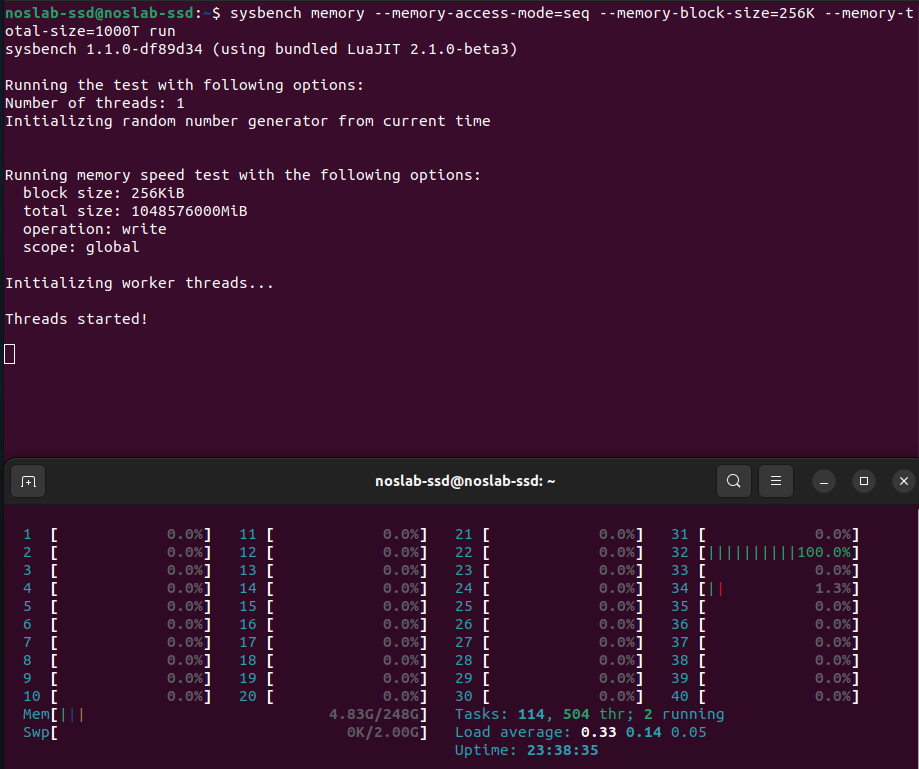 noslab-ssd@noslab-ssd:~$ sysbench memory --memory-access-mode=seq --memory-block-size=256K --memory-t
otal-size=1000T run
sysbench 1.1.0-df89d34 (using bundled LuaJIT 2.1.0-beta3)
Running the test with following options:
Number of threads: 1
Initializing random number generator from current time
Running memory speed test with the following options:
  block size: 256KiB
  total size: 1048576000MiB
  operation: write
  scope: global
Initializing worker threads...
Threads started!
noslab-ssd@noslab-ssd: ~
1 [ 0.0%] 11 [ 0.0%] 21 [ 0.0%] 31 [ 0.0%]
2 [ 0.0%] 12 [ 0.0%] 22 [ 0.0%] 32 [||||||||||100.0%]
3 [ 0.0%] 13 [ 0.0%] 23 [ 0.0%] 33 [ 0.0%]
4 [ 0.0%] 14 [ 0.0%] 24 [ 0.0%] 34 [|| 1.3%]
5 [ 0.0%] 15 [ 0.0%] 25 [ 0.0%] 35 [ 0.0%]
6 [ 0.0%] 16 [ 0.0%] 26 [ 0.0%] 36 [ 0.0%]
7 [ 0.0%] 17 [ 0.0%] 27 [ 0.0%] 37 [ 0.0%]
8 [ 0.0%] 18 [ 0.0%] 28 [ 0.0%] 38 [ 0.0%]
9 [ 0.0%] 19 [ 0.0%] 29 [ 0.0%] 39 [ 0.0%]
10 [ 0.0%] 20 [ 0.0%] 30 [ 0.0%] 40 [ 0.0%]
Mem[||| 4.83G/248G] Tasks: 114, 504 thr; 2 running
Swp[ 0K/2.00G] Load average: 0.33 0.14 0.05
Uptime: 23:38:35